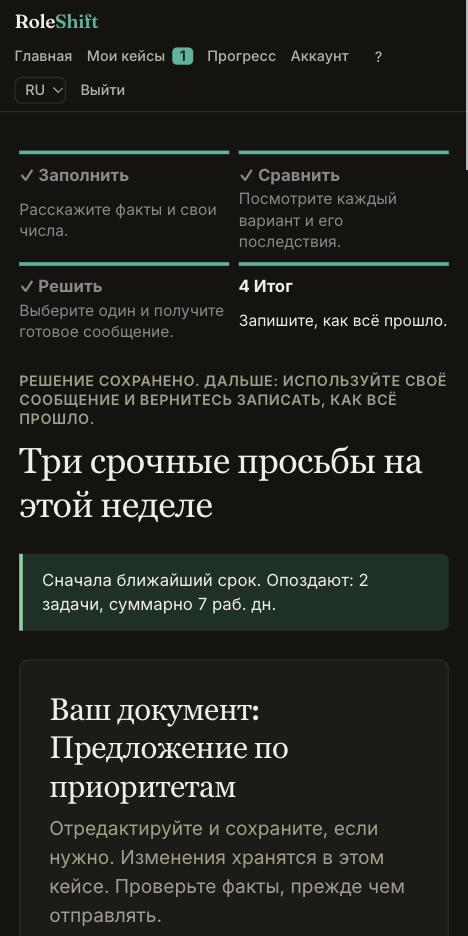 RoleShift
Главная Мои кейсы 1 Прогресс Аккаунт ?
RU Выйти
✓ Заполнить
Расскажите факты и свои
числа.
✓ Сравнить
Посмотрите каждый
вариант и его
последствия.
✓ Решить
Выберите один и получите
готовое сообщение.
4 Итог
Запишите, как всё прошло.
РЕШЕНИЕ СОХРАНЕНО. ДАЛЬШЕ: ИСПОЛЬЗУЙТЕ СВОЁ
СООБЩЕНИЕ И ВЕРНИТЕСЬ ЗАПИСАТЬ, КАК ВСЁ
ПРОШЛО.
Три срочные просьбы на
этой неделе
Сначала ближайший срок. Опоздают: 2
задачи, суммарно 7 раб. дн.
Ваш документ:
Предложение по
приоритетам
Отредактируйте и сохраните, если
нужно. Изменения хранятся в этом
кейсе. Проверьте факты, прежде чем
отправлять.